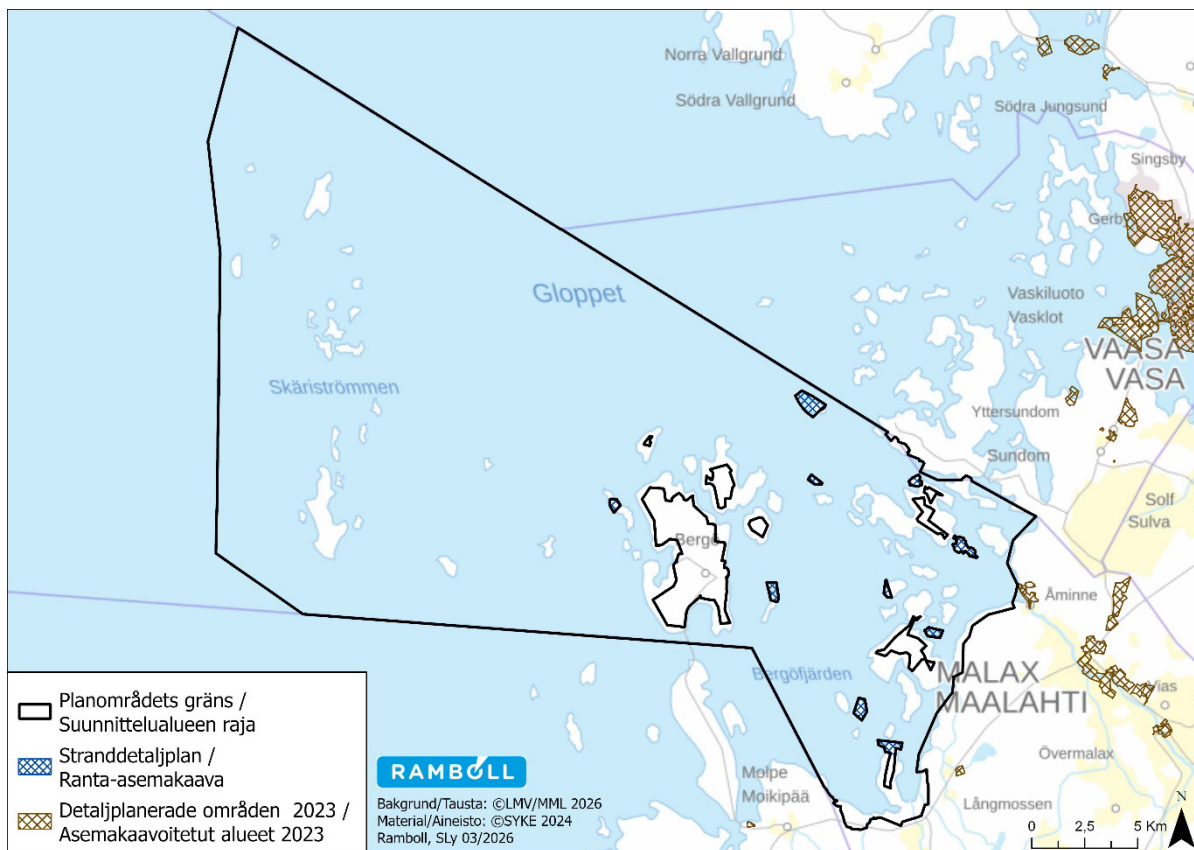 Norra Vallgrund
Södra Vallgrund
Södra Jungsund
Singsby
Gerby
Gloppet
Vaskiluoto
Vasklot
VAASA
VASA
Skäriströmmen
Yttersundom
Sundom
Solf
Sulva
Bergö
Åminne
Bergöfjärden
MALAX
MAALAHTI
Vias
Övermalax
Molpe
Moikipää
Långmossen
Planområdets gräns /
Suunnittelualueen raja
Stranddetaljplan /
Ranta-asemakaava
Detaljplanerade områden 2023 /
Asemakaavoitetut alueet 2023
RAMBOLL
Bakgrund/Tausta: ©LMV/MML 2026
Material/Aineisto: ©SYKE 2024
Ramboll, SLy 03/2026
N
0 2,5 5 Km